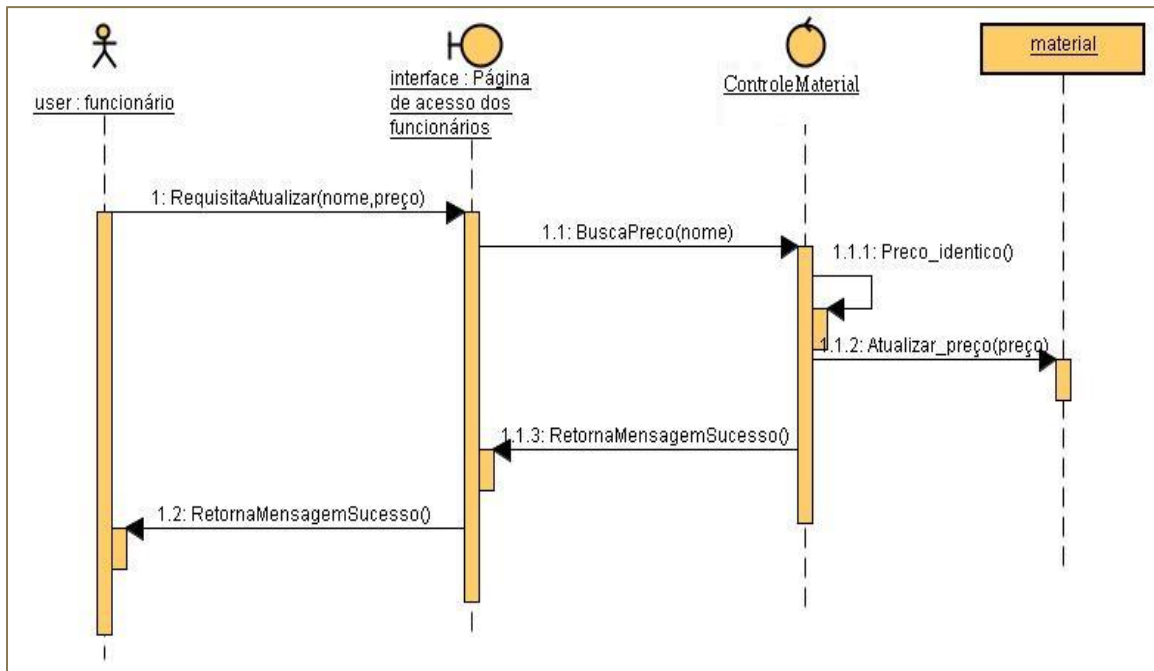 user : funcionário
interface : Página
de acesso dos
funcionários
ControleMaterial
material
1: RequisitaAtualizar(nome,preço)
1.1: BuscaPreco(nome)
1.1.1: Preco_identico()
1.1.2: Atualizar_preço(preço)
1.1.3: RetornaMensagemSucesso()
1.2: RetornaMensagemSucesso()